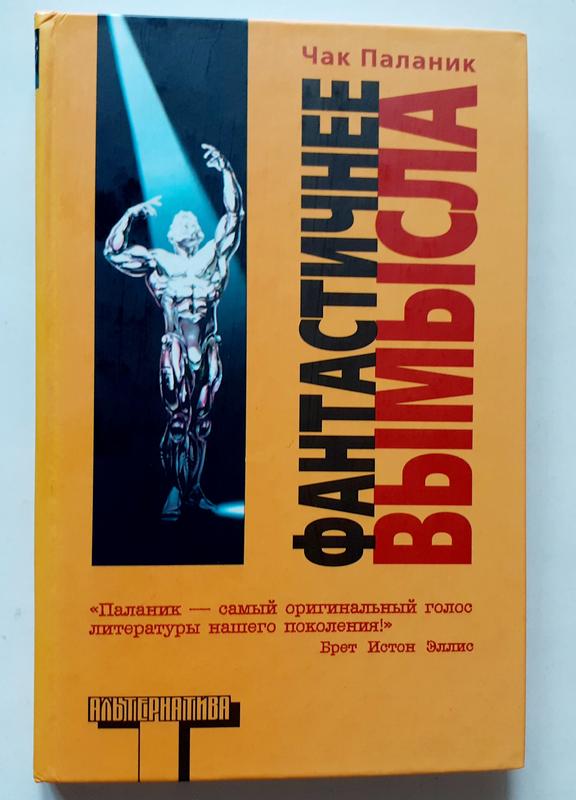 Чак Паланик
ФАНТАСТИЧНЕЕ
ВЫМЫСЛА
«Паланик — самый оригинальный голос
литературы нашего поколения!»
Брет Истон Эллис
АЛЬТЕРНАТИВА